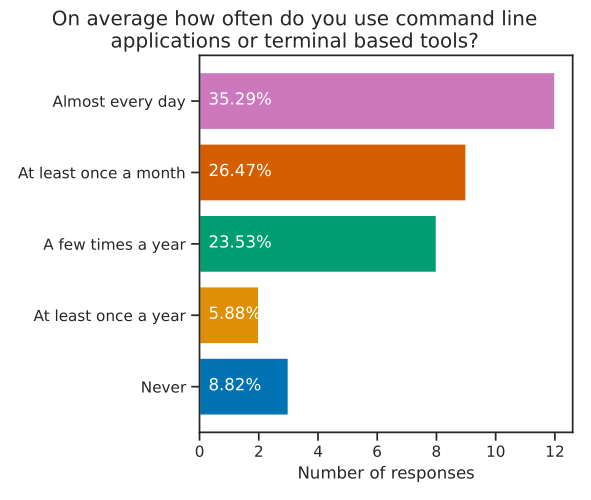 On average how often do you use command line
applications or terminal based tools?
Almost every day
35.29%
At least once a month
26.47%
A few times a year
23.53%
At least once a year
5.88%
Never
8.82%
0 2 4 6 8 10 12
Number of responses